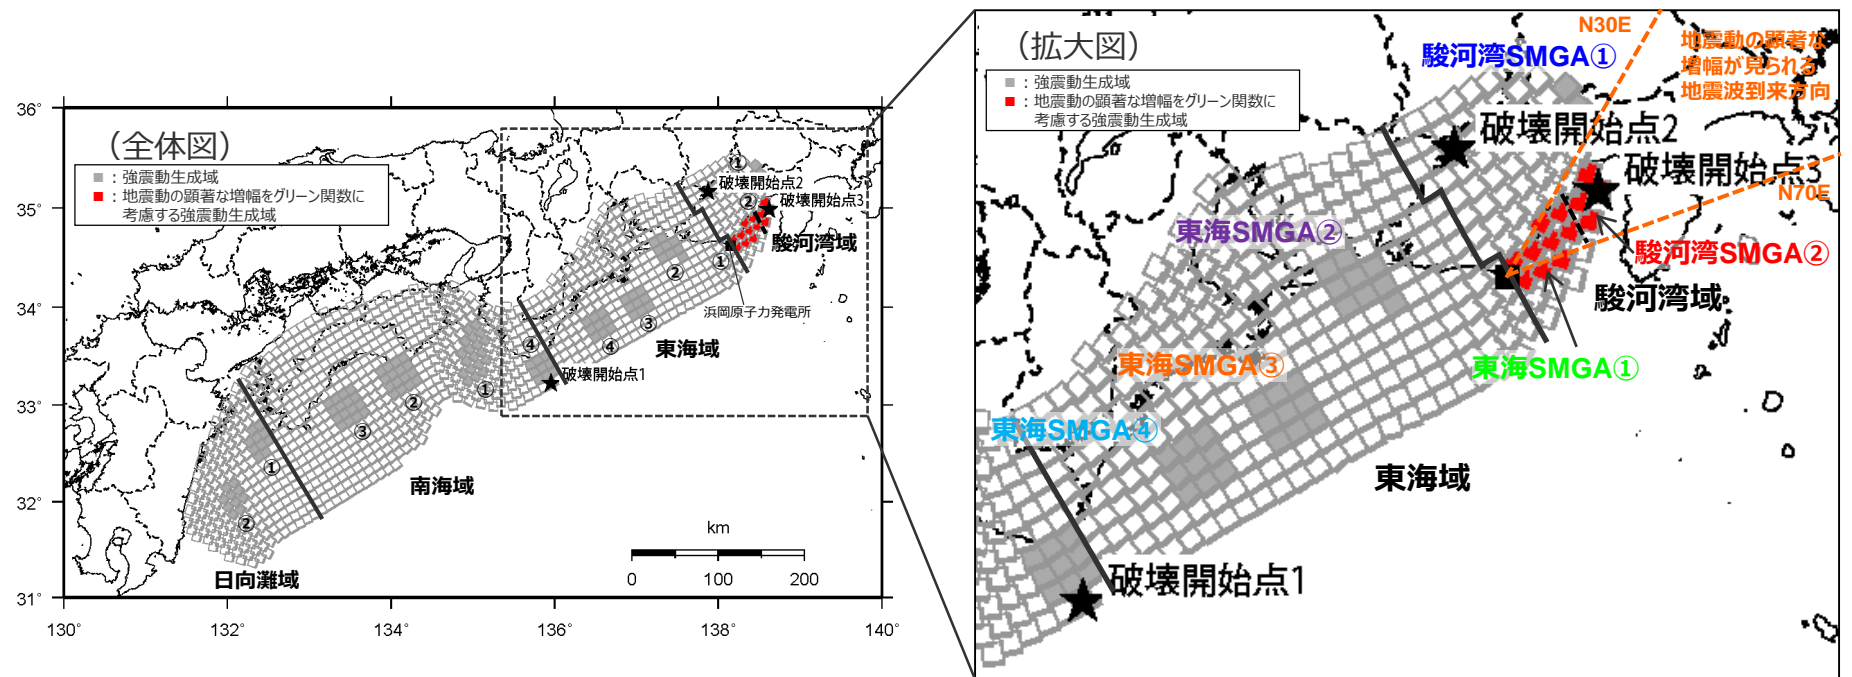 (全体図)
■:強震動生成域
■:地震動の顕著な増幅をグリーン関数に
考慮する強震動生成域
36°
35°
34°
33°
32°
31°
130°
132°
134°
136°
138°
140°
①
破壊開始点2
②
破壊開始点3
駿河湾域
①
②
浜岡原子力発電所
③
④
④
東海域
破壊開始点1
①
②
③
①
南海域
②
日向灘域
km
0
100
200
(拡大図)
■:強震動生成域
■:地震動の顕著な増幅をグリーン関数に
考慮する強震動生成域
駿河湾SMGA①
N30E
地震動の顕著な
増幅が見られる
地震波到来方向
破壊開始点2
破壊開始点3
N70E
東海SMGA②
駿河湾SMGA②
駿河湾域
東海SMGA③
東海SMGA①
東海SMGA④
東海域
破壊開始点1